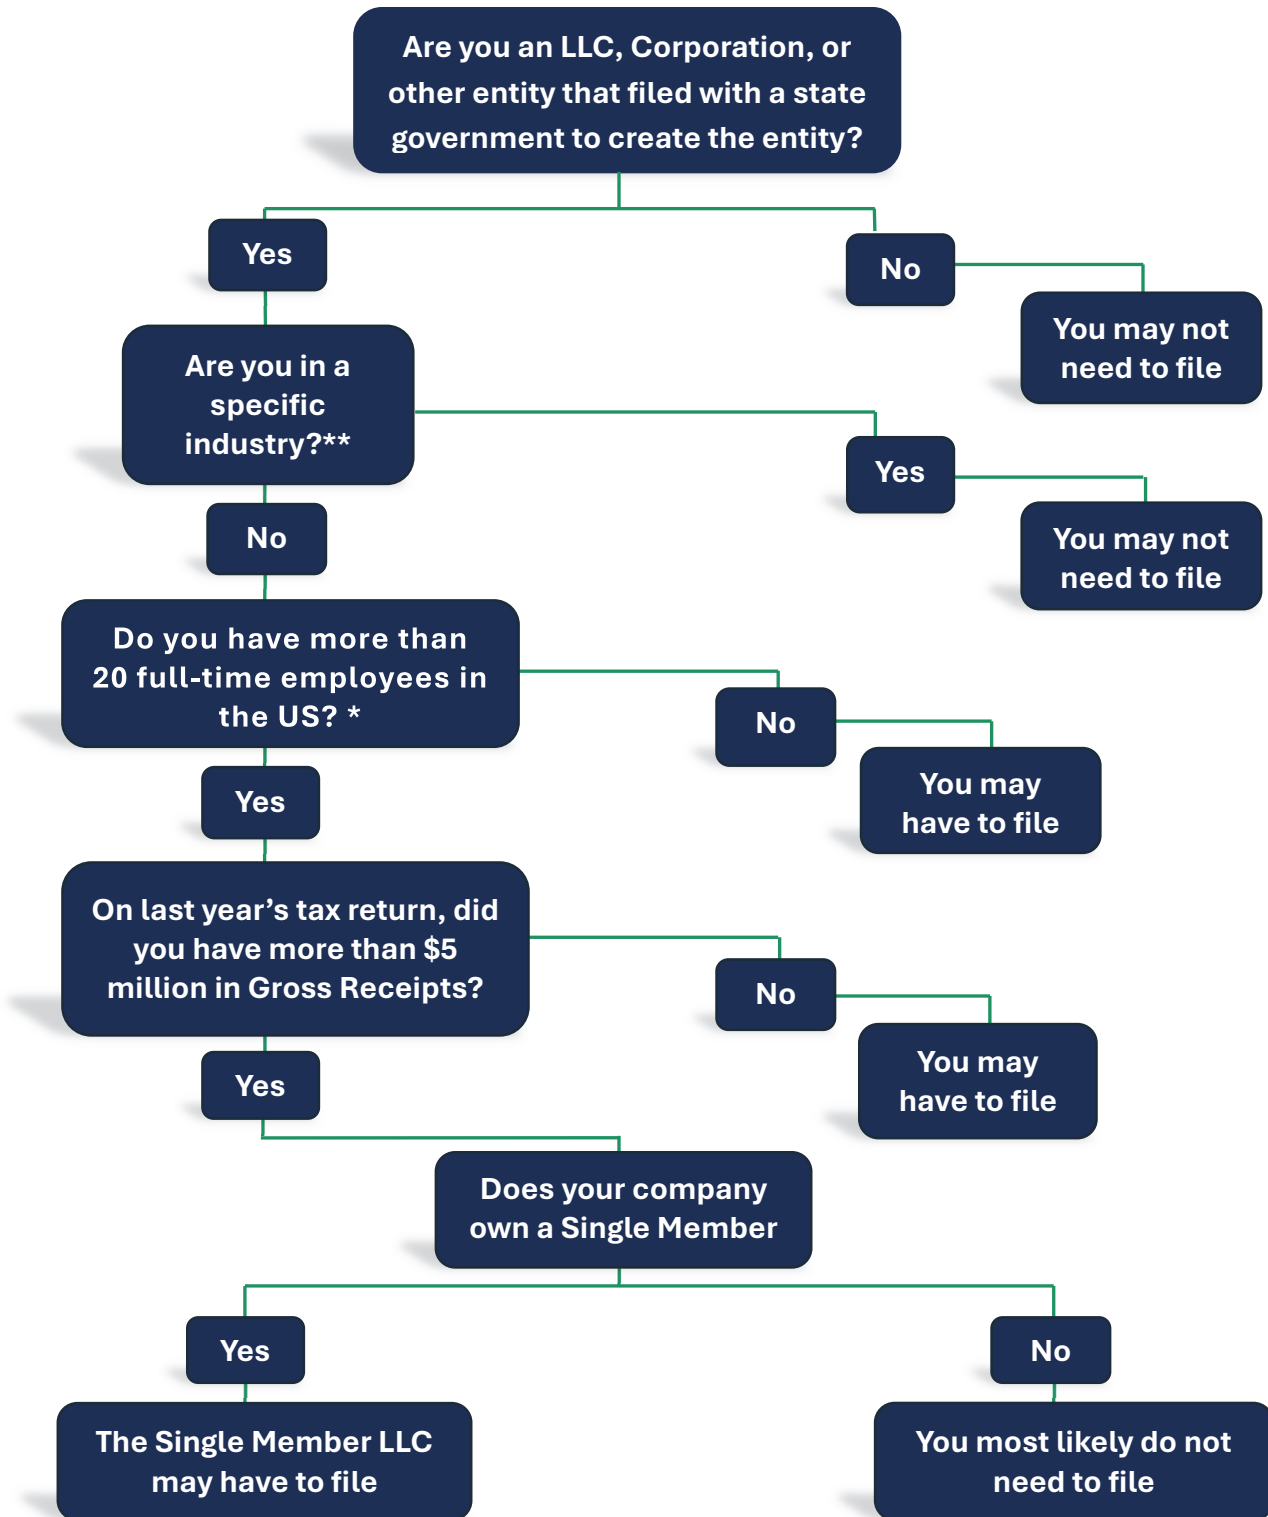 Are you an LLC, Corporation, or
other entity that filed with a state
government to create the entity?
Yes
No
You may not
need to file
Are you in a
specific
industry?**
Yes
You may not
need to file
No
Do you have more than
20 full-time employees in
the US? *
No
You may
have to file
Yes
On last year’s tax return, did
you have more than $5
million in Gross Receipts?
No
You may
have to file
Yes
Does your company
own a Single Member
Yes
No
The Single Member LLC
may have to file
You most likely do not
need to file